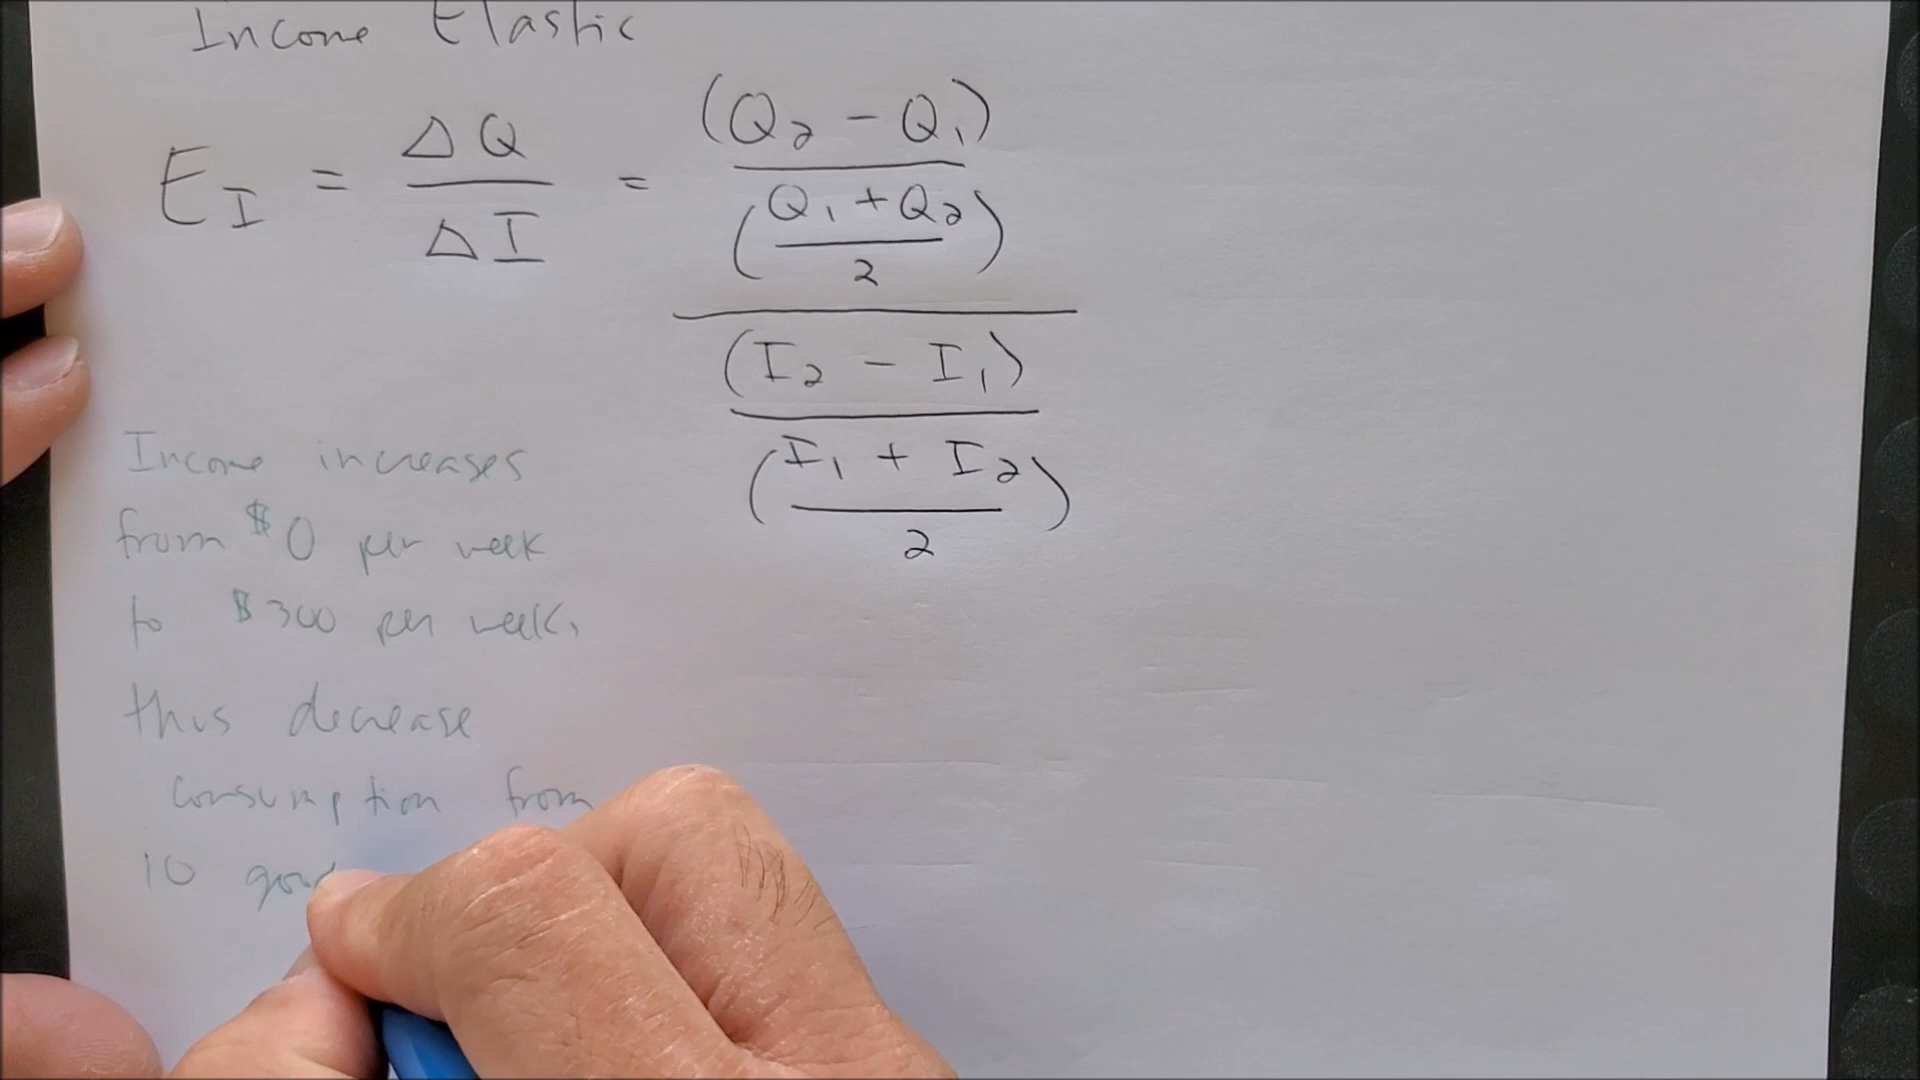 Income Elastic
E_I = ΔQ / ΔI = ((Q₂ - Q₁) / ((Q₁ + Q₂) / 2)) / ((I₂ - I₁) / ((I₁ + I₂) / 2))
Income increases
from $0 per week
to $300 per week,
thus decrease
consumption from
10 good